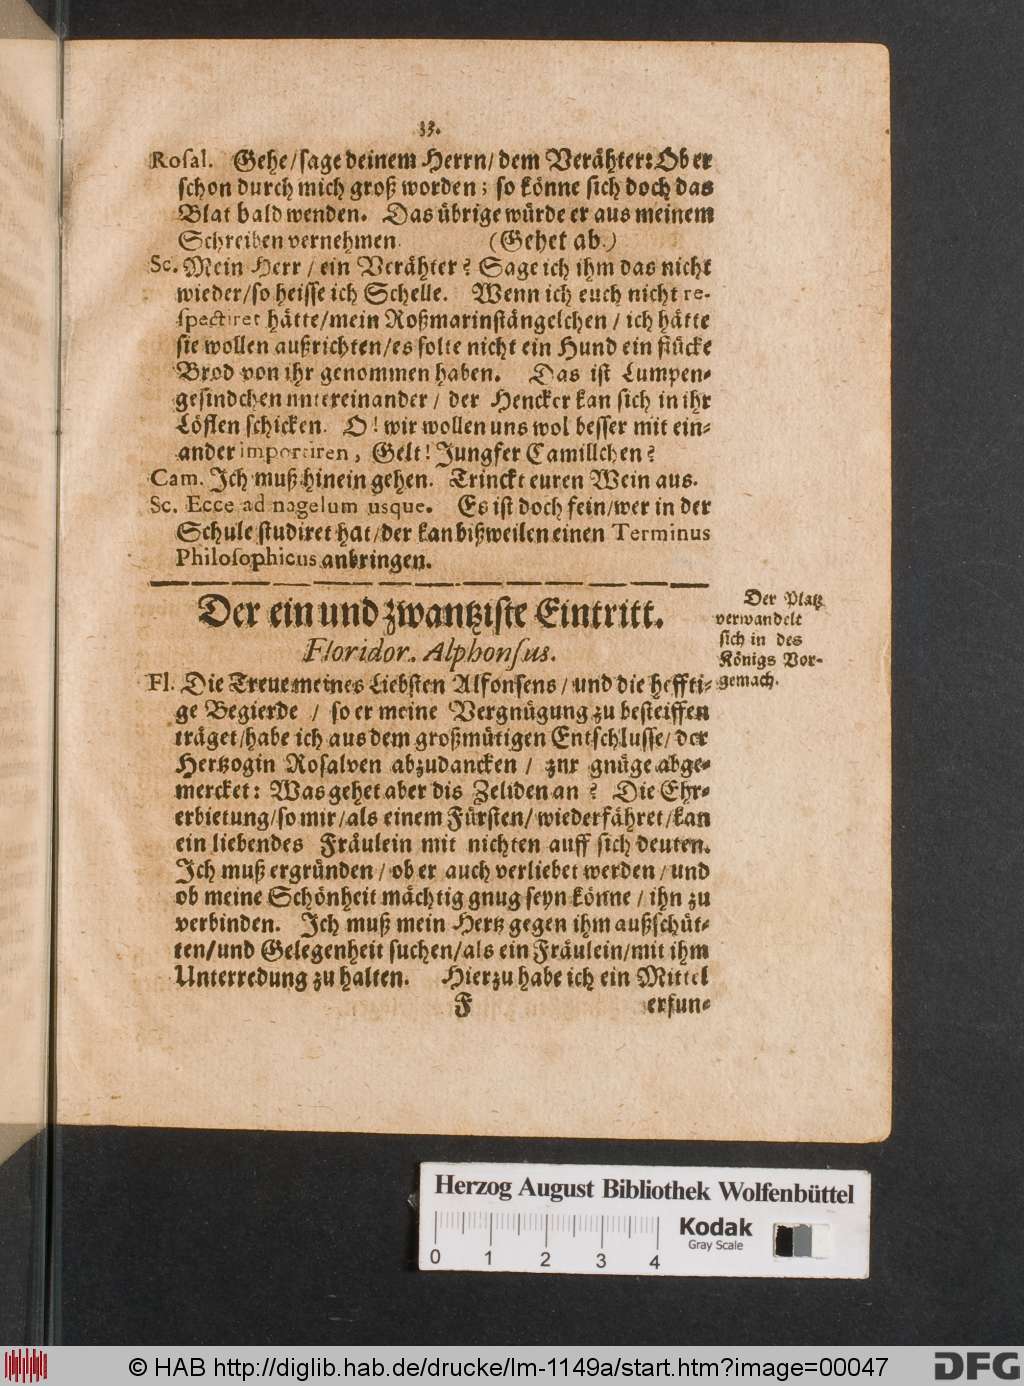 33.
Rosal. Gehe/sage deinem Herrn/dem Verähter: Ob er
schon durch mich groß worden; so könne sich doch das
Blat bald wenden. Das übrige würde er aus meinem
Schreiben vernehmen. (Gehet ab.)
Sc. Mein Herr/ein Verähter? Sage ich ihm das nicht
wieder/so heisse ich Schelle. Wenn ich euch nicht re-
spectiret hätte/mein Roßmarinstängelchen/ich hätte
sie wollen außrichten/es solte nicht ein Hund ein stücke
Brod von ihr genommen haben. Das ist Lumpen-
gesindchen untereinander/der Hencker kan sich in ihr
Löflen schicken. O! wir wollen uns wol besser mit ein-
ander importiren, Gelt! Jungfer Camillchen?
Cam. Ich muß hinein gehen. Trinckt euren Wein aus.
Sc. Ecce ad nagelum usque. Es ist doch fein/wer in der
Schule studiret hat/der kan bißweilen einen Terminus
Philosophicus anbringen.
Der ein und zwantziste Eintritt.
Floridor. Alphonsus.
Der Platz
verwandelt
sich in des
Königs Vor-
gemach.
Fl. Die Treue meines Liebsten Alfonsens/und die heffti-
ge Begierde/so er meine Vergnügung zu besteiffen
träget/habe ich aus dem großmütigen Entschlusse/der
Hertzogin Rosalven abzudancken/znr gnüge abge-
mercket: Was gehet aber dis Zeliden an? Die Ehr-
erbietung/so mir/als einem Fürsten/wiederfähret/kan
ein liebendes Fräulein mit nichten auff sich deuten.
Ich muß ergründen/ob er auch verliebet werden/und
ob meine Schönheit mächtig gnug seyn könne/ihn zu
verbinden. Ich muß mein Hertz gegen ihm außschüt-
ten/und Gelegenheit suchen/als ein Fräulein/mit ihm
Unterredung zu halten. Hierzu habe ich ein Mittel
F erfun-
Herzog August Bibliothek Wolfenbüttel
0 1 2 3 4
Kodak
Gray Scale
© HAB http://diglib.hab.de/drucke/lm-1149a/start.htm?image=00047
DFG